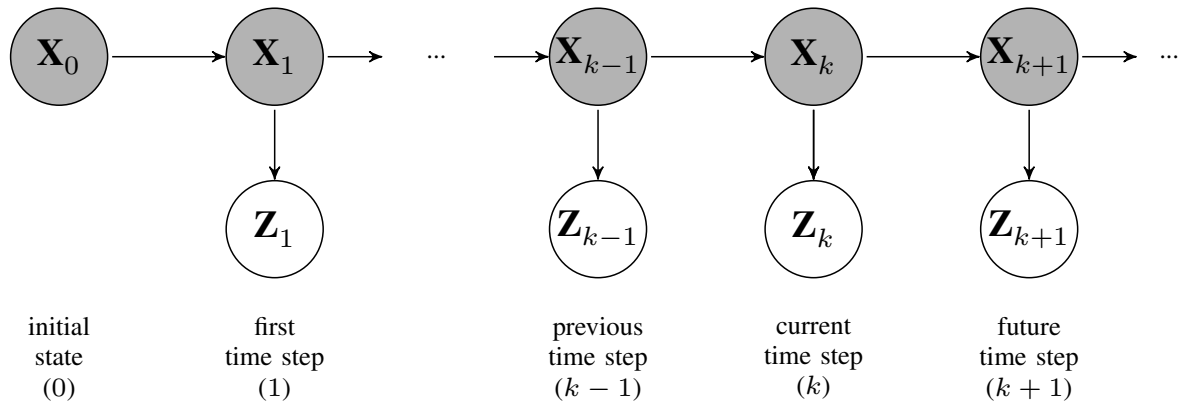 X₀ X₁ ... Xₖ₋₁ Xₖ Xₖ₊₁ ...
Z₁ Zₖ₋₁ Zₖ Zₖ₊₁
initial
state
(0)
first
time step
(1)
previous
time step
(k − 1)
current
time step
(k)
future
time step
(k + 1)